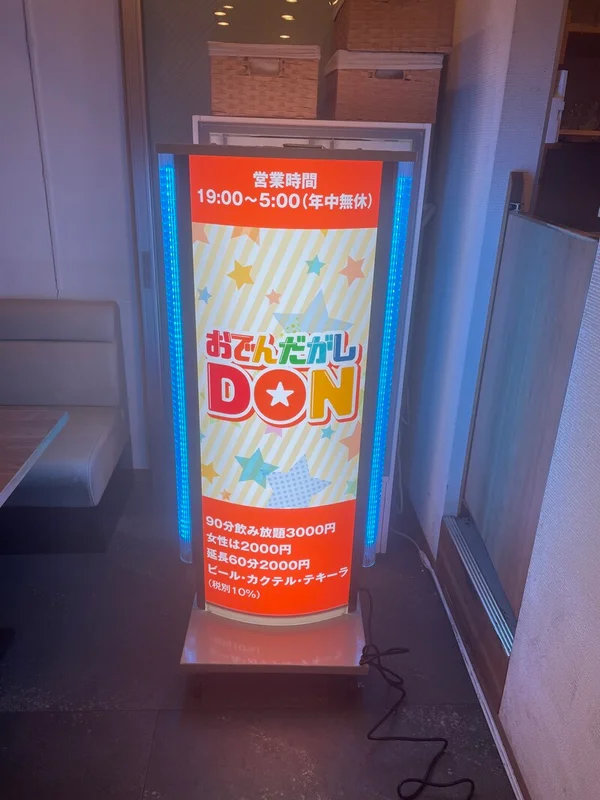 営業時間
19:00〜5:00(年中無休)
おでんだがし
DON
90分飲み放題3000円
女性は2000円
延長60分2000円
ビール・カクテル・テキーラ
(税別10%)